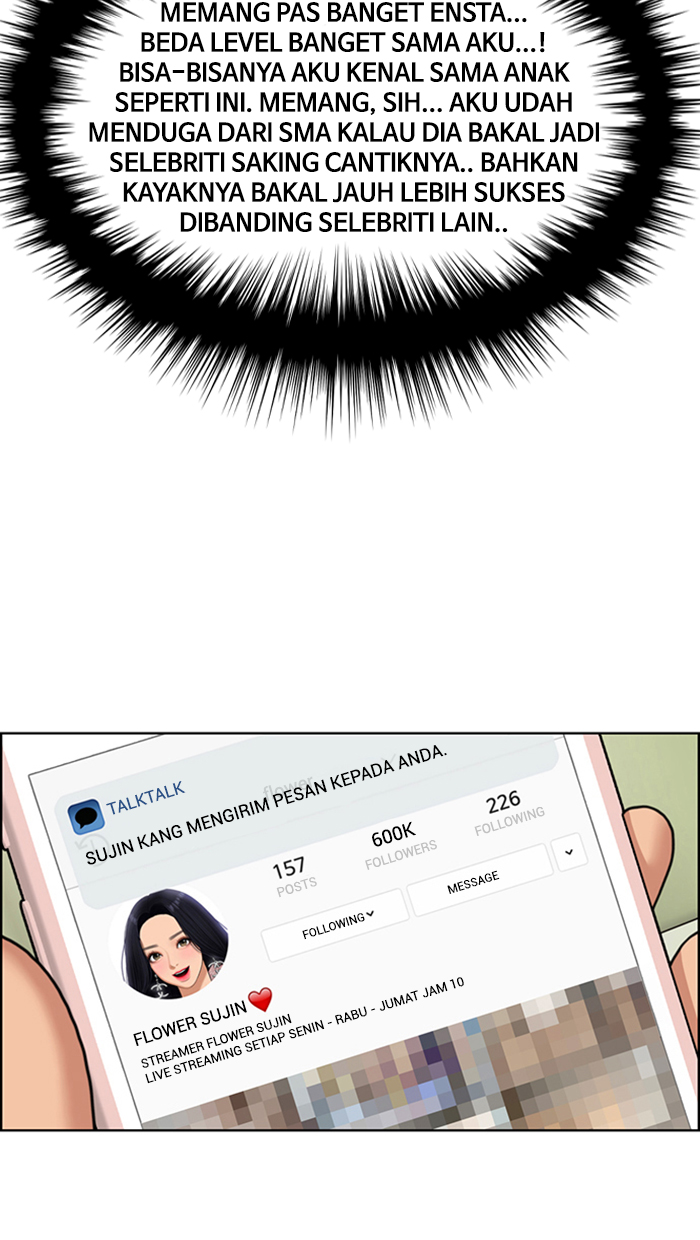 MEMANG PAS BANGET ENSTA...
BEDA LEVEL BANGET SAMA AKU...!
BISA-BISANYA AKU KENAL SAMA ANAK
SEPERTI INI. MEMANG, SIH... AKU UDAH
MENDUGA DARI SMA KALAU DIA BAKAL JADI
SELEBRITI SAKING CANTIKNYA.. BAHKAN
KAYAKNYA BAKAL JAUH LEBIH SUKSES
DIBANDING SELEBRITI LAIN..
TALKTALK
flower
SUJIN KANG MENGIRIM PESAN KEPADA ANDA.
157
POSTS
600K
FOLLOWERS
226
FOLLOWING
FOLLOWING
MESSAGE
FLOWER SUJIN
STREAMER FLOWER SUJIN
LIVE STREAMING SETIAP SENIN - RABU - JUMAT JAM 10